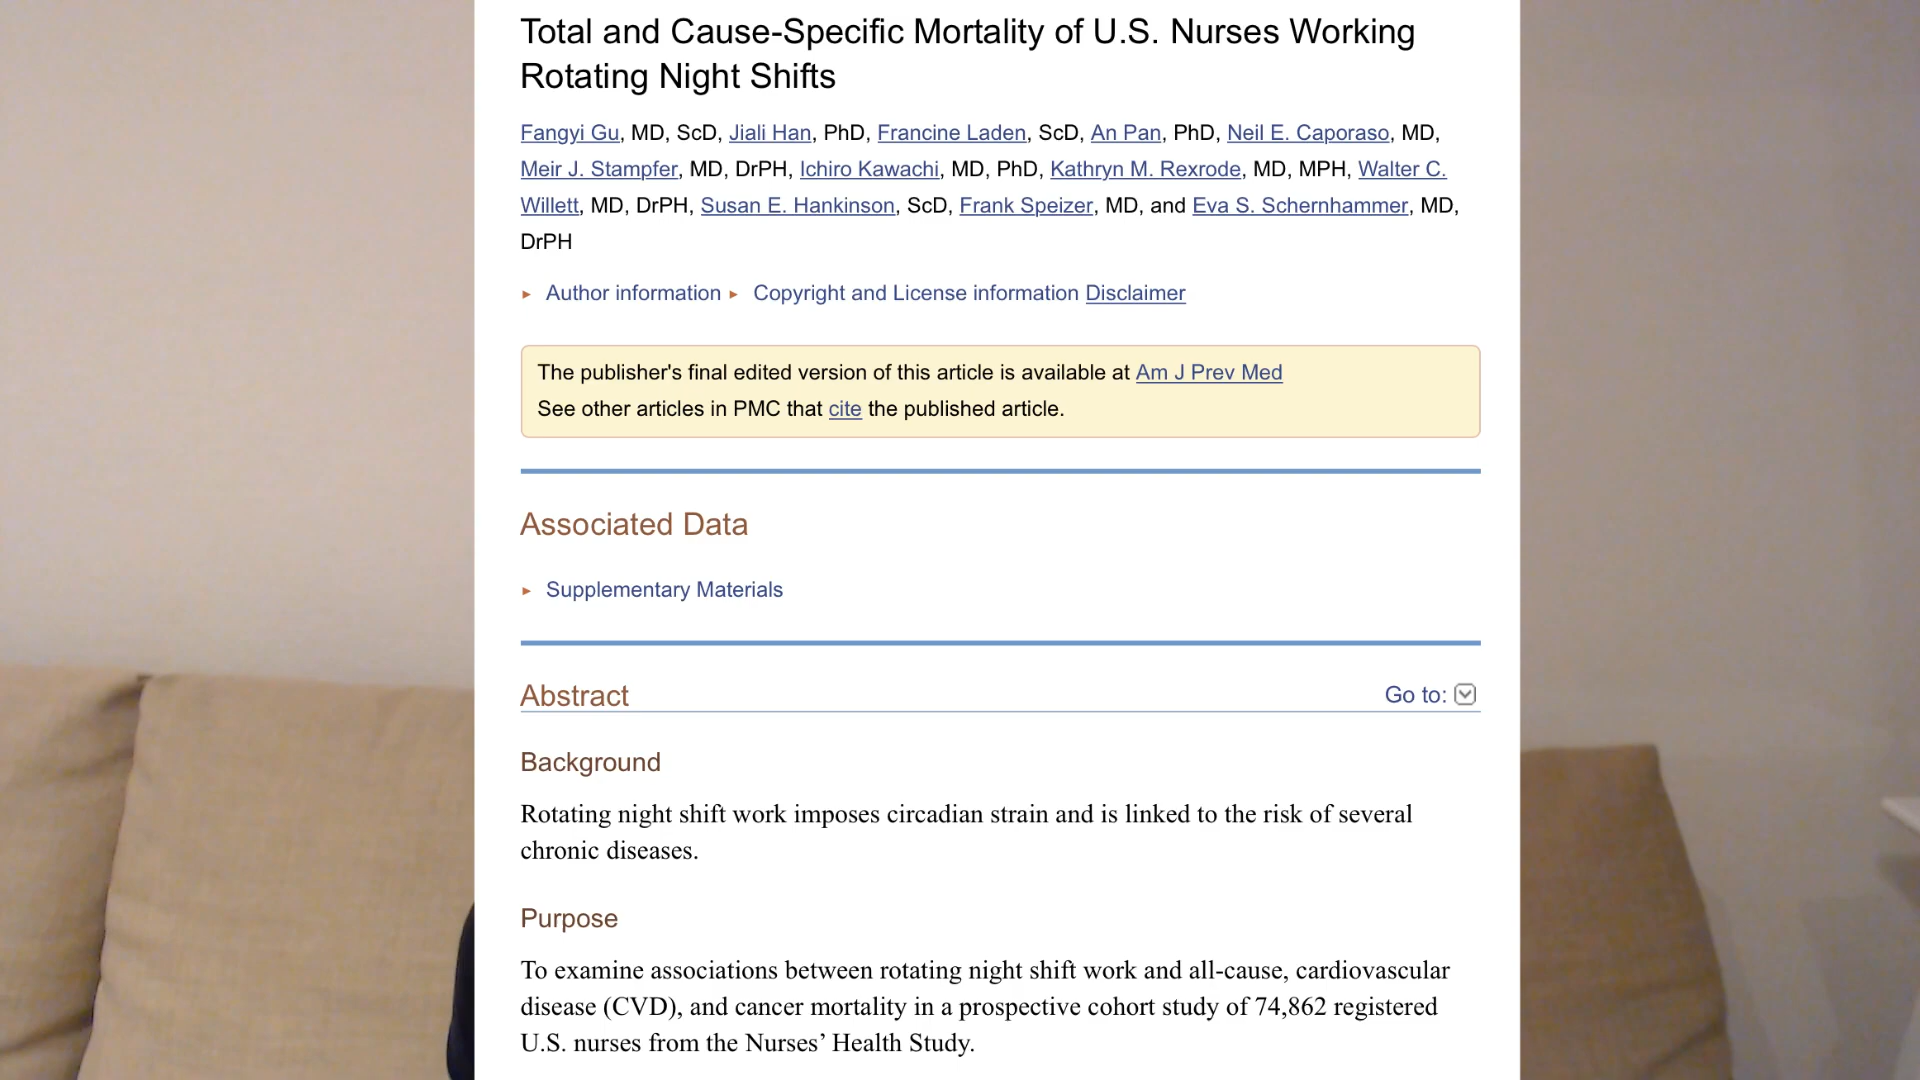 Total and Cause-Specific Mortality of U.S. Nurses Working
Rotating Night Shifts
Fangyi Gu, MD, ScD, Jiali Han, PhD, Francine Laden, ScD, An Pan, PhD, Neil E. Caporaso, MD,
Meir J. Stampfer, MD, DrPH, Ichiro Kawachi, MD, PhD, Kathryn M. Rexrode, MD, MPH, Walter C.
Willett, MD, DrPH, Susan E. Hankinson, ScD, Frank Speizer, MD, and Eva S. Schernhammer, MD,
DrPH
► Author information ► Copyright and License information Disclaimer
The publisher's final edited version of this article is available at Am J Prev Med
See other articles in PMC that cite the published article.
Associated Data
► Supplementary Materials
Abstract Go to:
Background
Rotating night shift work imposes circadian strain and is linked to the risk of several
chronic diseases.
Purpose
To examine associations between rotating night shift work and all-cause, cardiovascular
disease (CVD), and cancer mortality in a prospective cohort study of 74,862 registered
U.S. nurses from the Nurses’ Health Study.